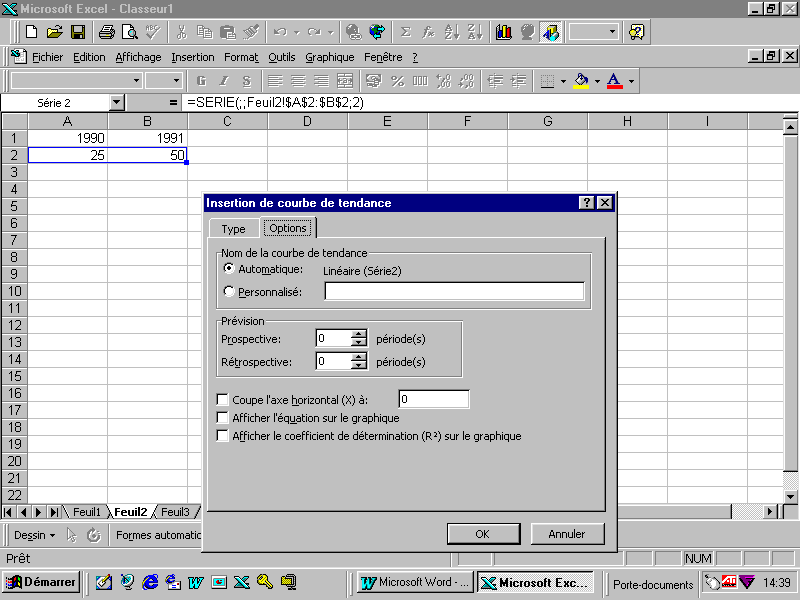 Microsoft Excel - Classeur1
Fichier Edition Affichage Insertion Format Outils Graphique Fenêtre ?
Série 2 = =SERIE(;;Feuil2!$A$2:$B$2;2)
A B C D E F G H I
1 1990 1991
2 25 50
3
4
5
6
7
8
9
10
11
12
13
14
15
16
17
18
19
20
21
22
Insertion de courbe de tendance
Type Options
Nom de la courbe de tendance
Automatique: Linéaire (Série2)
Personnalisé:
Prévision
Prospective: 0 période(s)
Rétrospective: 0 période(s)
Coupe l'axe horizontal (X) à: 0
Afficher l'équation sur le graphique
Afficher le coefficient de détermination (R²) sur le graphique
OK Annuler
Feuil1 Feuil2 Feuil3
Dessin Formes automatic
Prêt NUM
Démarrer Microsoft Word - ... Microsoft Exc... Porte-documents 14:39